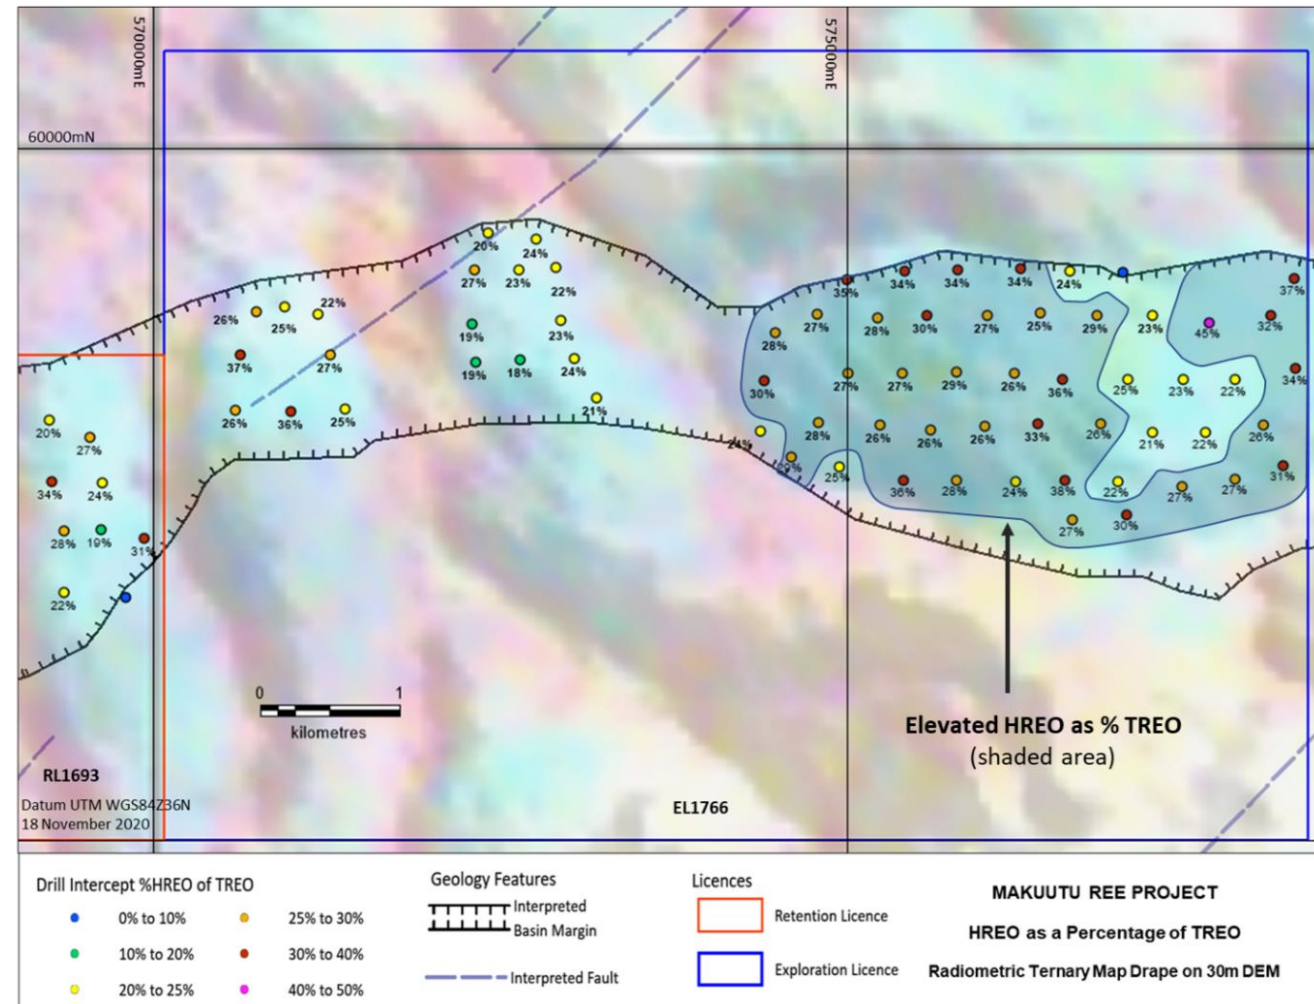 570000mE
575000mE
60000mN
20%
24%
27%
23%
22%
19%
23%
19%
18%
24%
21%
26%
25%
22%
37%
27%
26%
36%
25%
20%
27%
34%
24%
28%
19%
31%
22%
35%
34%
34%
34%
24%
37%
28%
27%
28%
30%
27%
25%
29%
23%
45%
32%
30%
27%
27%
29%
26%
36%
25%
23%
22%
34%
24%
28%
26%
26%
26%
33%
26%
21%
22%
26%
29%
25%
36%
28%
24%
38%
22%
27%
27%
31%
27%
30%
0 1
kilometres
Elevated HREO as % TREO
(shaded area)
RL1693
Datum UTM WGS84Z36N
18 November 2020
EL1766
Drill Intercept %HREO of TREO
0% to 10%
10% to 20%
20% to 25%
25% to 30%
30% to 40%
40% to 50%
Geology Features
Interpreted
Basin Margin
Interpreted Fault
Licences
Retention Licence
Exploration Licence
MAKUUTU REE PROJECT
HREO as a Percentage of TREO
Radiometric Ternary Map Drape on 30m DEM